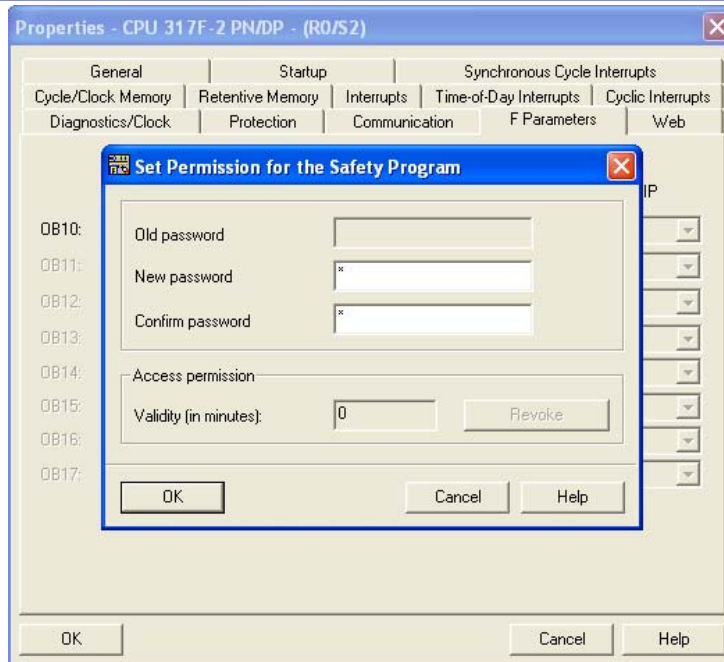 Properties - CPU 317F-2 PN/DP - (R0/S2)
General Startup Synchronous Cycle Interrupts
Cycle/Clock Memory Retentive Memory Interrupts Time-of-Day Interrupts Cyclic Interrupts
Diagnostics/Clock Protection Communication F Parameters Web
Set Permission for the Safety Program
IP
OB10:
Old password
OB11:
New password *
OB12:
Confirm password *
OB13:
OB14:
Access permission
OB15:
Validity (in minutes): 0 Revoke
OB16:
OB17:
OK Cancel Help
OK Cancel Help